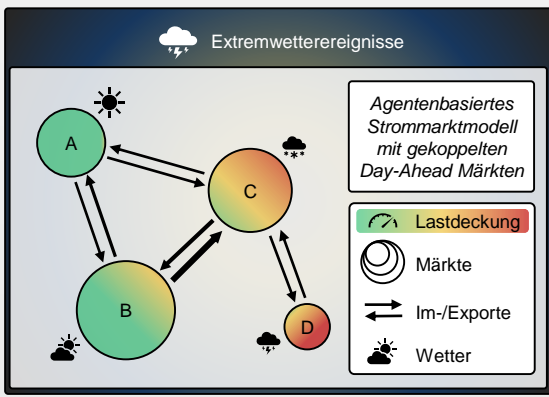 Extremwetterereignisse
A
C
B
D
Agentenbasiertes
Strommarktmodell
mit gekoppelten
Day-Ahead Märkten
Lastdeckung
Märkte
Im-/Exporte
Wetter